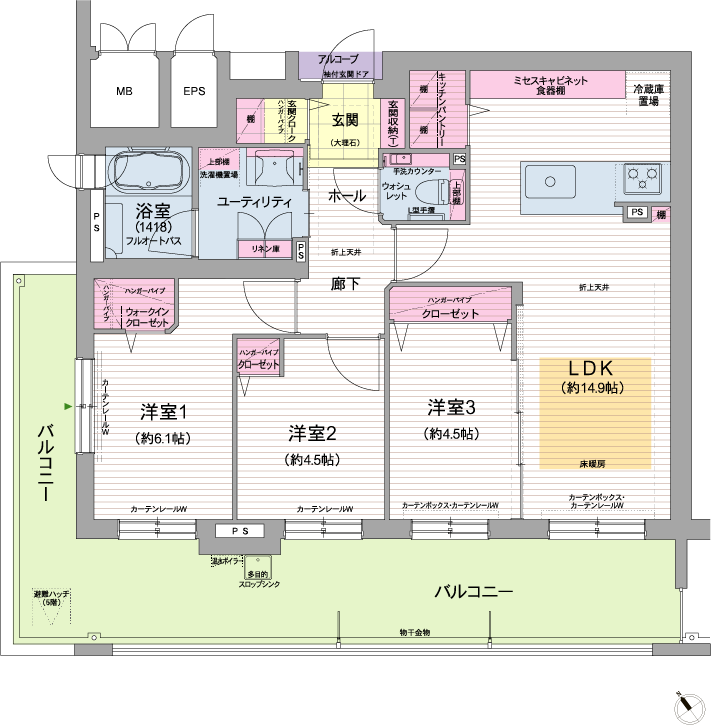 アルコーブ
袖付玄関ドア
MB
EPS
棚
ハンガーパイプ
玄関クローク
玄関
(大理石)
玄関収納(T)
棚
棚
キッチンパントリー
ミセスキャビネット
食器棚
冷蔵庫
置場
PS
上部棚
洗濯機置場
ユーティリティ
リネン庫
PS
PS
浴室
(1418)
フルオートバス
ホール
手洗カウンター
ウォシュ
レット
上部棚
L型手摺
PS
棚
折上天井
廊下
折上天井
ハンガーパイプ
ハンガーパイプ
ウォークイン
クローゼット
ハンガーパイプ
クローゼット
ハンガーパイプ
クローゼット
カーテンレールW
洋室1
(約6.1帖)
洋室2
(約4.5帖)
洋室3
(約4.5帖)
LDK
(約14.9帖)
床暖房
カーテンレールW
カーテンレールW
カーテンボックス・カーテンレールW
カーテンボックス・
カーテンレールW
バルコニー
PS
温水ボイラー
多目的
スロップシンク
避難ハッチ
(5階)
バルコニー
物干金物
N